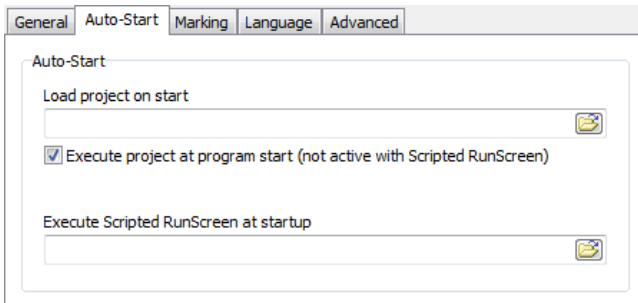 General Auto-Start Marking Language Advanced
Auto-Start
Load project on start
Execute project at program start (not active with Scripted RunScreen)
Execute Scripted RunScreen at startup